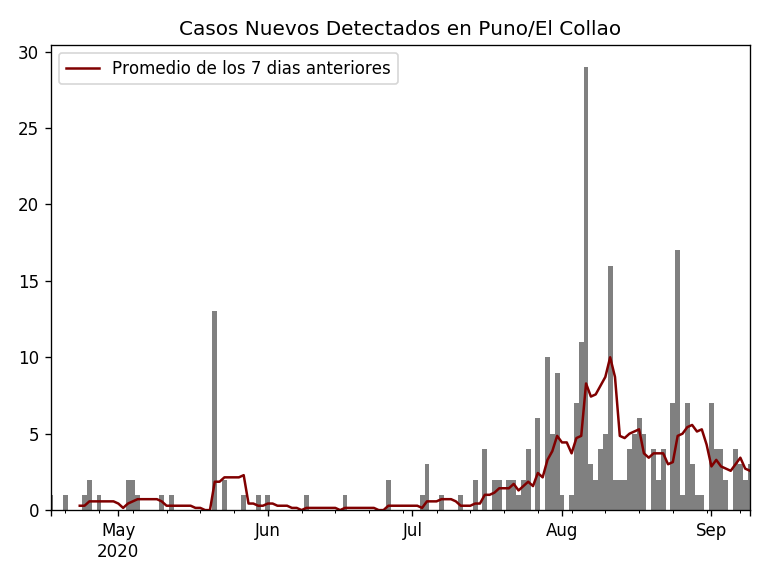 Casos Nuevos Detectados en Puno/El Collao
Promedio de los 7 dias anteriores
30
25
20
15
10
5
0
May
2020
Jun
Jul
Aug
Sep